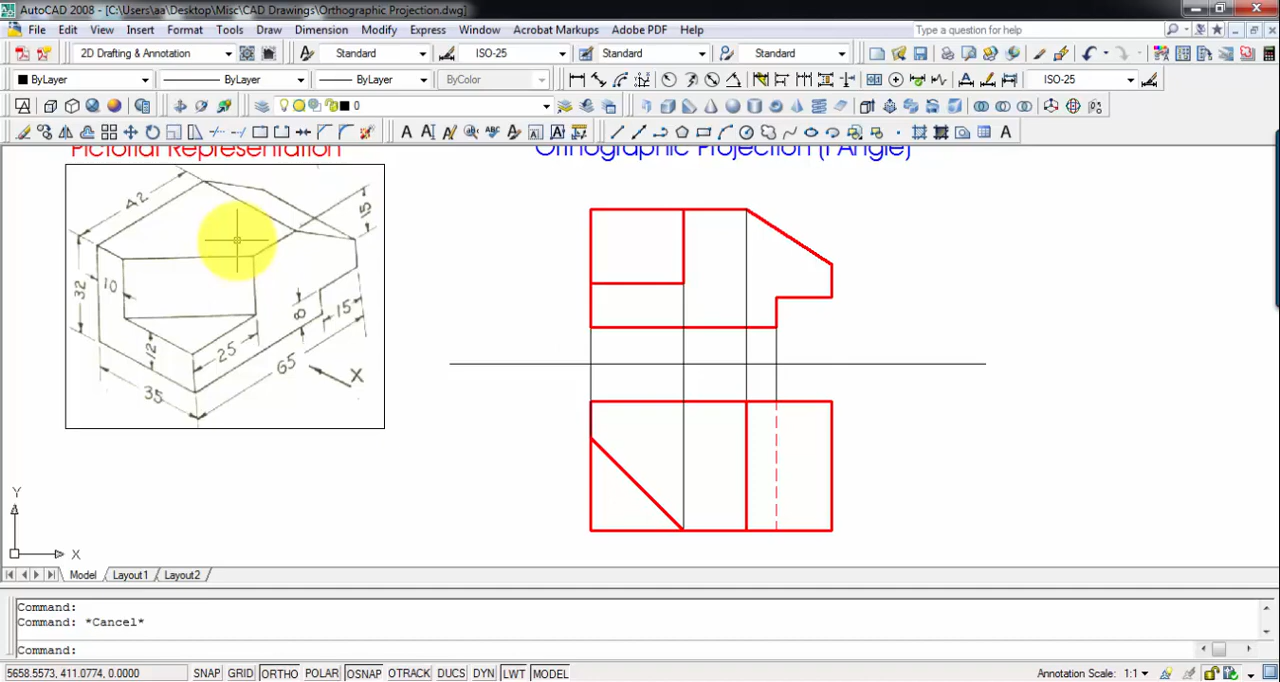 AutoCAD 2008 - [C:\Users\aa\Desktop\Misc\CAD Drawings\Orthographic Projection.dwg]
File Edit View Insert Format Tools Draw Dimension Modify Express Window Acrobat Markups Adobe PDF Help
Type a question for help
2D Drafting & Annotation Standard ISO-25 Standard Standard
ByLayer ByLayer ByLayer ByColor ISO-25
0
A A ABC A A A
Pictorial Representation
Orthographic Projection (I Angle)
42
15
10
32
8
15
12
25
65
X
35
Y
X
Model Layout1 Layout2
Command:
Command: *Cancel*
Command:
5658.5573, 411.0774, 0.0000 SNAP GRID ORTHO POLAR OSNAP OTRACK DUCS DYN LWT MODEL Annotation Scale: 1:1